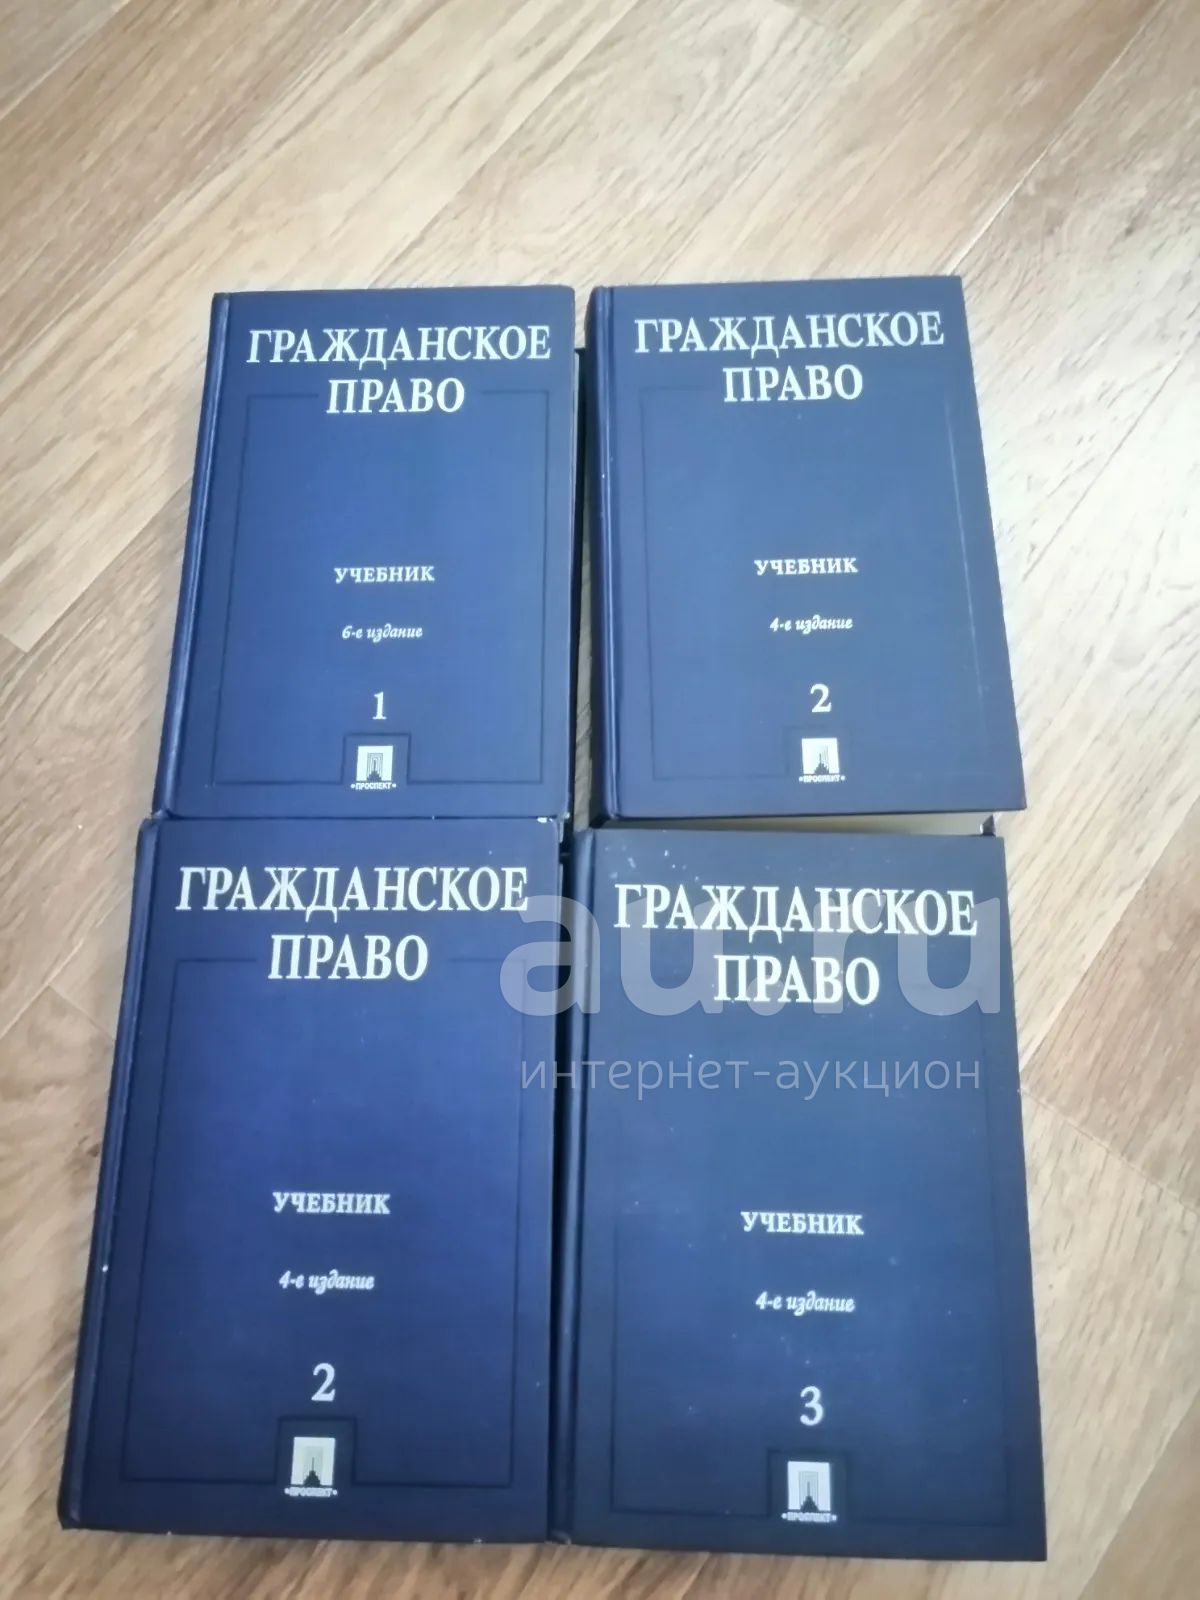 ГРАЖДАНСКОЕ
ПРАВО
УЧЕБНИК
6-е издание
1
•ПРОСПЕКТ•
ГРАЖДАНСКОЕ
ПРАВО
УЧЕБНИК
4-е издание
2
•ПРОСПЕКТ•
ГРАЖДАНСКОЕ
ПРАВО
УЧЕБНИК
4-е издание
2
•ПРОСПЕКТ•
ГРАЖДАНСКОЕ
ПРАВО
УЧЕБНИК
4-е издание
3
•ПРОСПЕКТ•
au.ru
интернет-аукцион